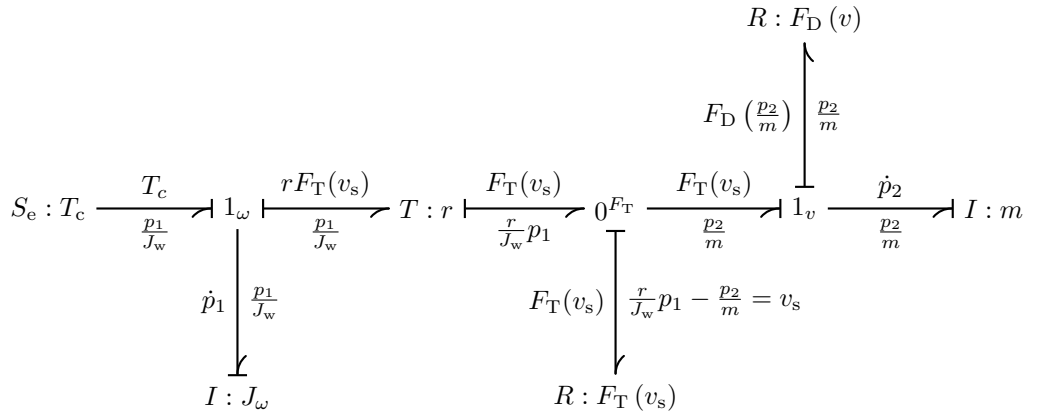 R : F_D (v)
F_D (p_2/m) p_2/m
T_c rF_T(v_s) F_T(v_s) F_T(v_s) ṗ_2
S_e : T_c 1_ω T : r 0^{F_T} 1_v I : m
p_1/J_w p_1/J_w r/J_w p_1 p_2/m p_2/m
ṗ_1 p_1/J_w F_T(v_s) r/J_w p_1 − p_2/m = v_s
I : J_ω R : F_T (v_s)